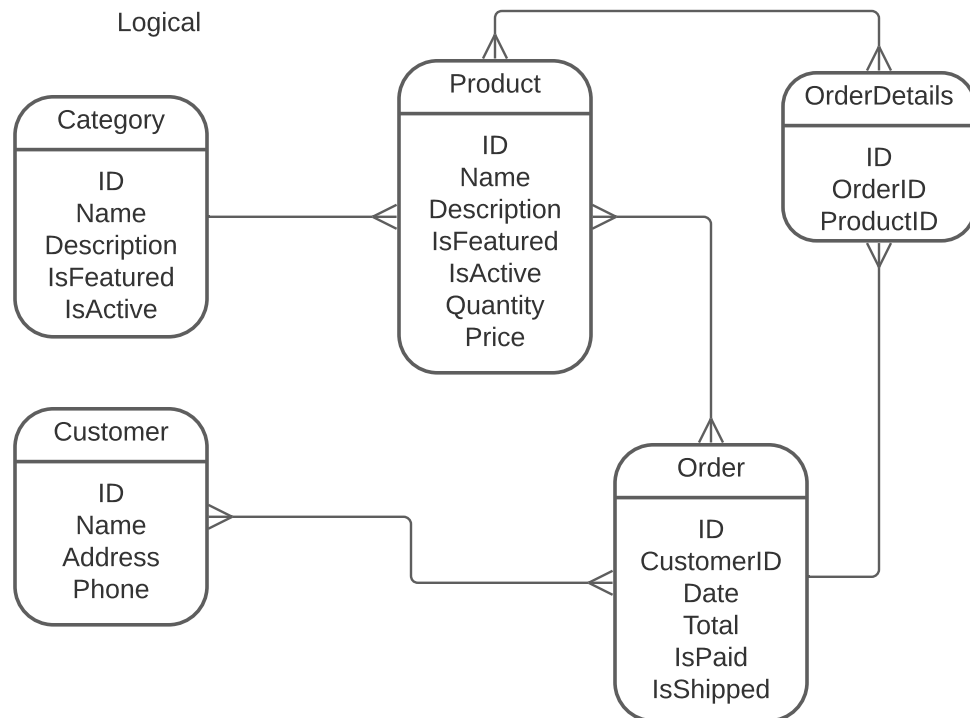 Logical
Category
ID
Name
Description
IsFeatured
IsActive
Product
ID
Name
Description
IsFeatured
IsActive
Quantity
Price
OrderDetails
ID
OrderID
ProductID
Customer
ID
Name
Address
Phone
Order
ID
CustomerID
Date
Total
IsPaid
IsShipped